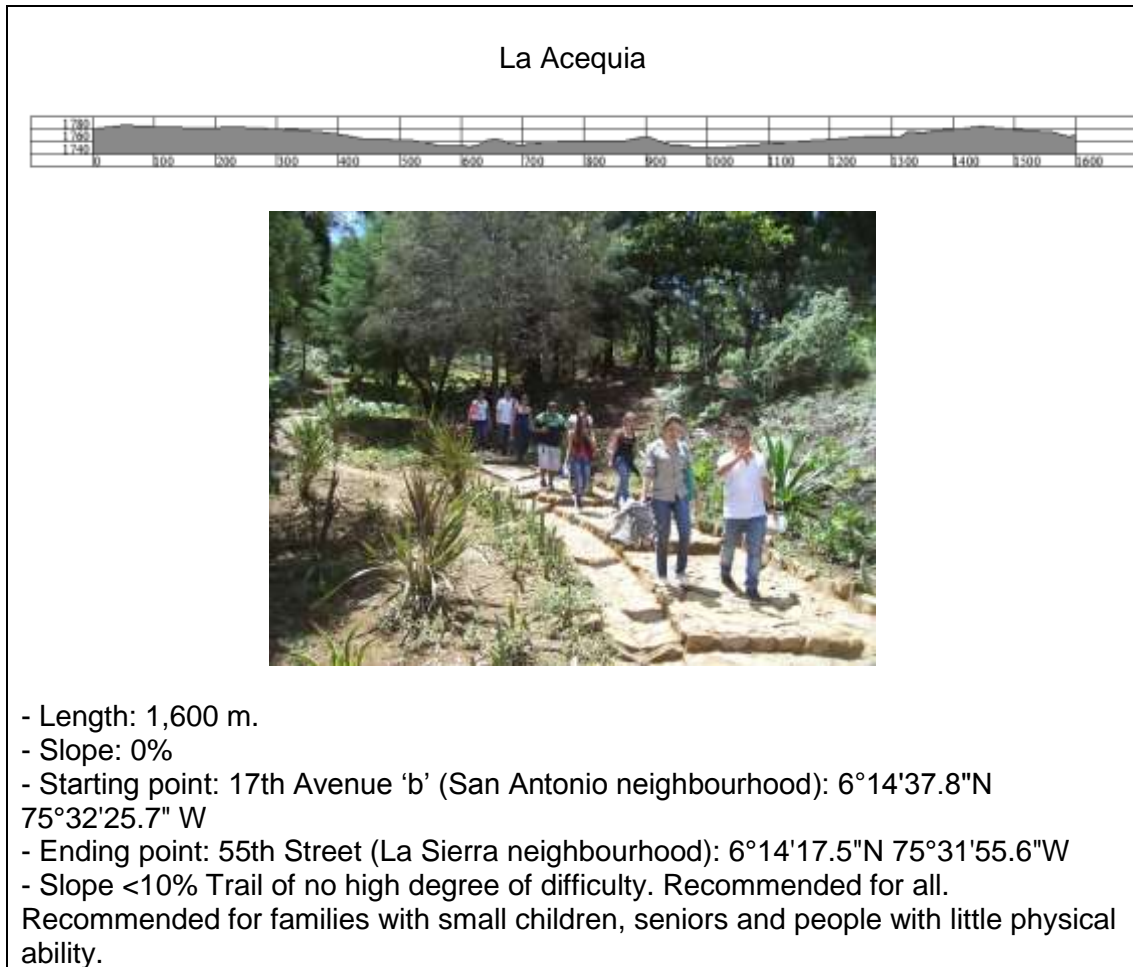 La Acequia
1780
1760
1740
0 100 200 300 400 500 600 700 800 900 1000 1100 1200 1300 1400 1500 1600
- Length: 1,600 m.
- Slope: 0%
- Starting point: 17th Avenue ‘b’ (San Antonio neighbourhood): 6°14'37.8"N
75°32'25.7" W
- Ending point: 55th Street (La Sierra neighbourhood): 6°14'17.5"N 75°31'55.6"W
- Slope <10% Trail of no high degree of difficulty. Recommended for all.
Recommended for families with small children, seniors and people with little physical
ability.